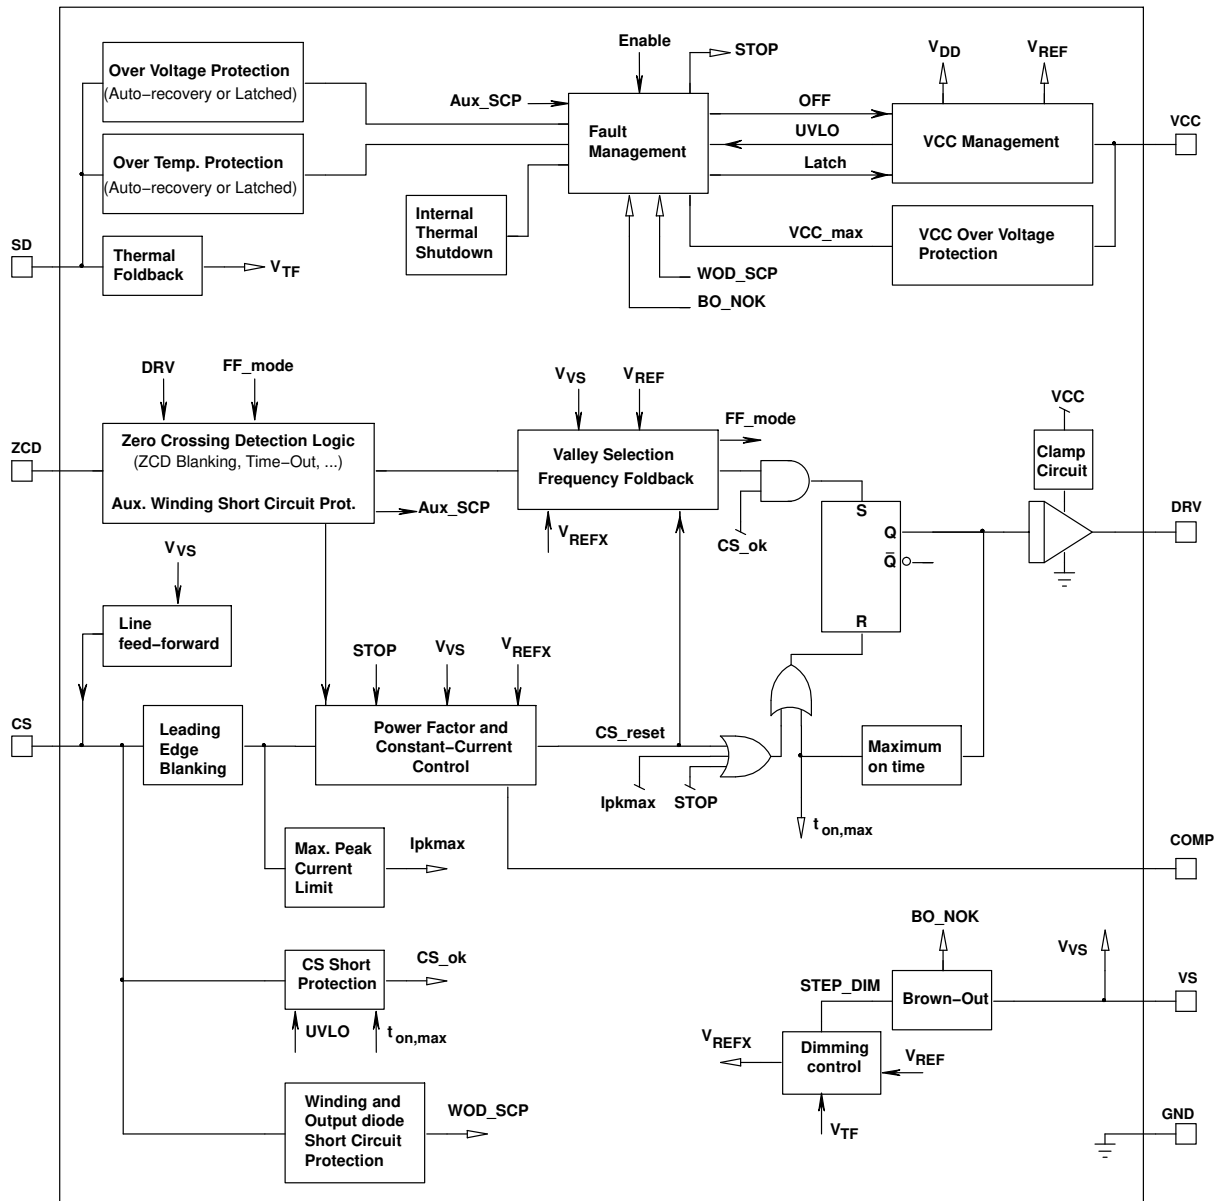 Over Voltage Protection
(Auto−recovery or Latched)
Over Temp. Protection
(Auto−recovery or Latched)
SD
Thermal
Foldback
VTF
Enable
STOP
Aux_SCP
Fault
Management
Internal
Thermal
Shutdown
OFF
UVLO
Latch
VCC_max
WOD_SCP
BO_NOK
VDD
VREF
VCC Management
VCC
VCC Over Voltage
Protection
DRV
FF_mode
ZCD
Zero Crossing Detection Logic
(ZCD Blanking, Time−Out, ...)
Aux. Winding Short Circuit Prot.
Aux_SCP
VVS
VREF
Valley Selection
Frequency Foldback
FF_mode
VREFX
CS_ok
S
Q
Q̅
R
VCC
Clamp
Circuit
DRV
VVS
Line
feed−forward
STOP
VVS
VREFX
CS
Leading
Edge
Blanking
Power Factor and
Constant−Current
Control
CS_reset
Ipkmax
STOP
Maximum
on time
ton,max
COMP
Max. Peak
Current
Limit
Ipkmax
CS Short
Protection
CS_ok
UVLO
ton,max
Winding and
Output diode
Short Circuit
Protection
WOD_SCP
BO_NOK
VVS
VS
STEP_DIM
Brown−Out
VREFX
Dimming
control
VREF
VTF
GND